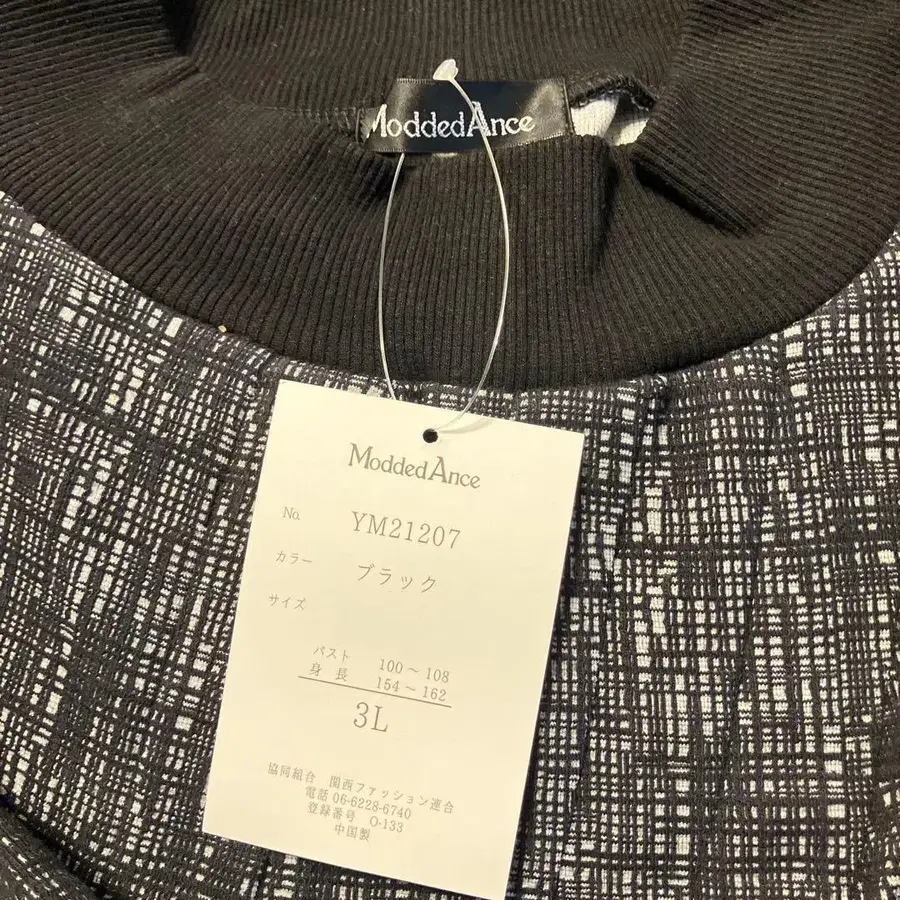 ModdedAnce
ModdedAnce
No. YM21207
カラー ブラック
サイズ
バスト 100～108
身長 154～162
3L
協同組合 関西ファッション連合
電話 06-6228-6740
登録番号 O-133
中国製